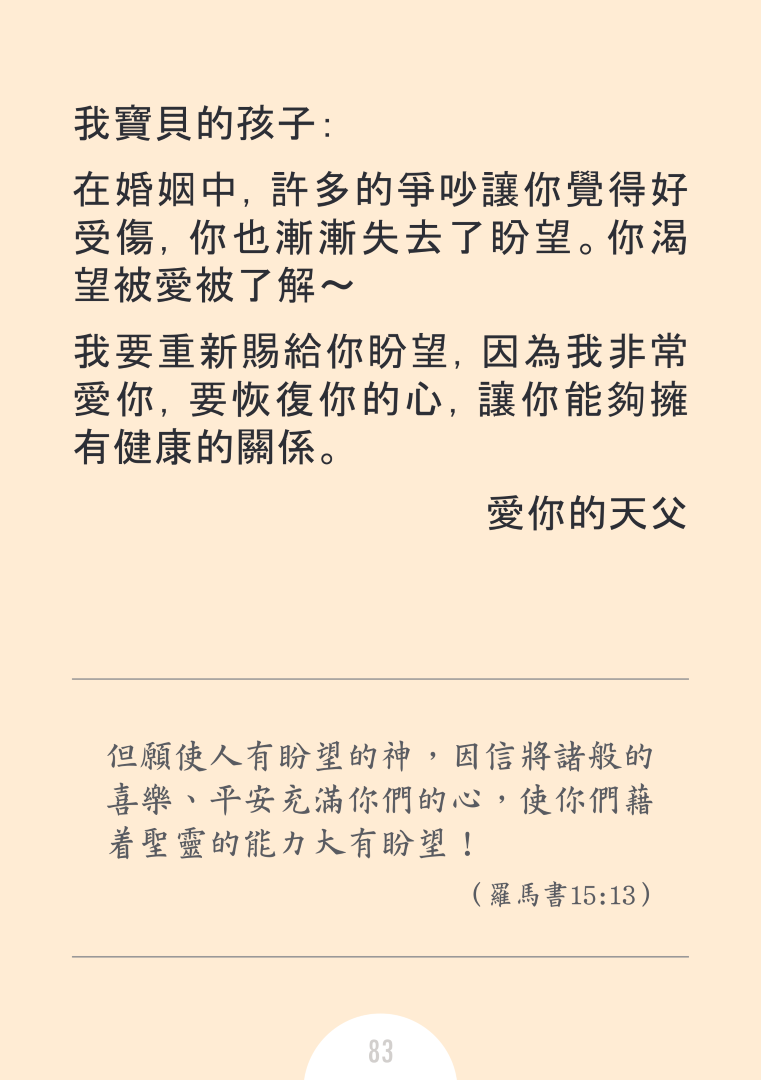 我寶貝的孩子：
在婚姻中，許多的爭吵讓你覺得好
受傷，你也漸漸失去了盼望。你渴
望被愛被了解～
我要重新賜給你盼望，因為我非常
愛你，要恢復你的心，讓你能夠擁
有健康的關係。
愛你的天父
但願使人有盼望的神，因信將諸般的
喜樂、平安充滿你們的心，使你們藉
着聖靈的能力大有盼望！
（羅馬書15:13）
83